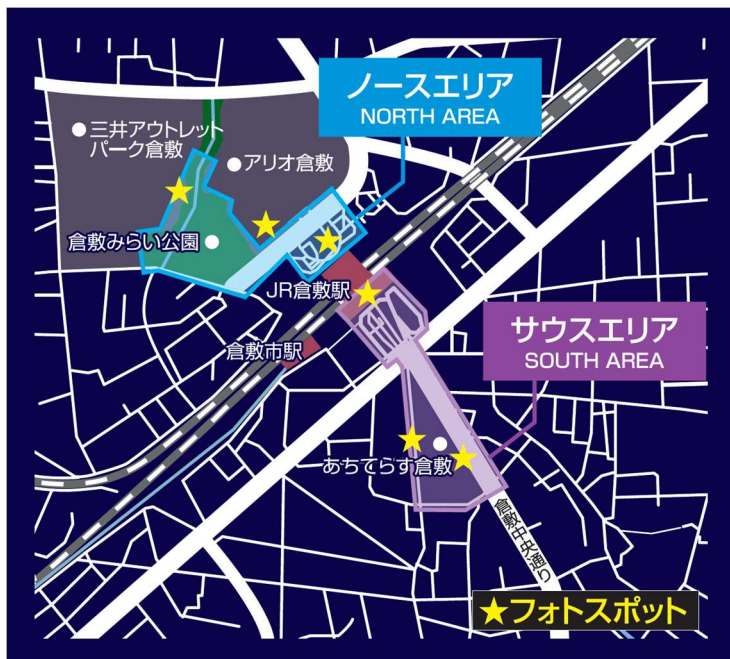 ノースエリア
NORTH AREA
三井アウトレット
パーク倉敷
アリオ倉敷
倉敷みらい公園
JR倉敷駅
サウスエリア
SOUTH AREA
倉敷市駅
あちてらす倉敷
倉敷中央通り
★フォトスポット